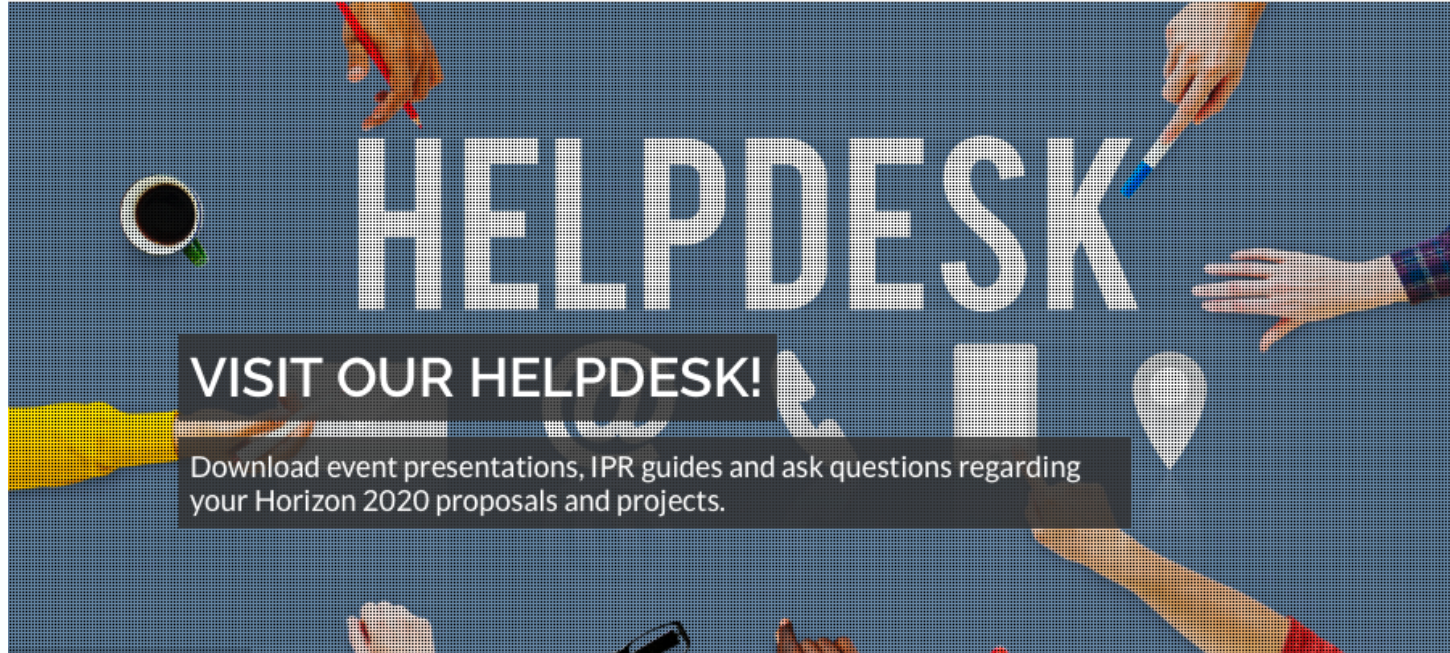 HELPDESK
VISIT OUR HELPDESK!
@
Download event presentations, IPR guides and ask questions regarding
your Horizon 2020 proposals and projects.